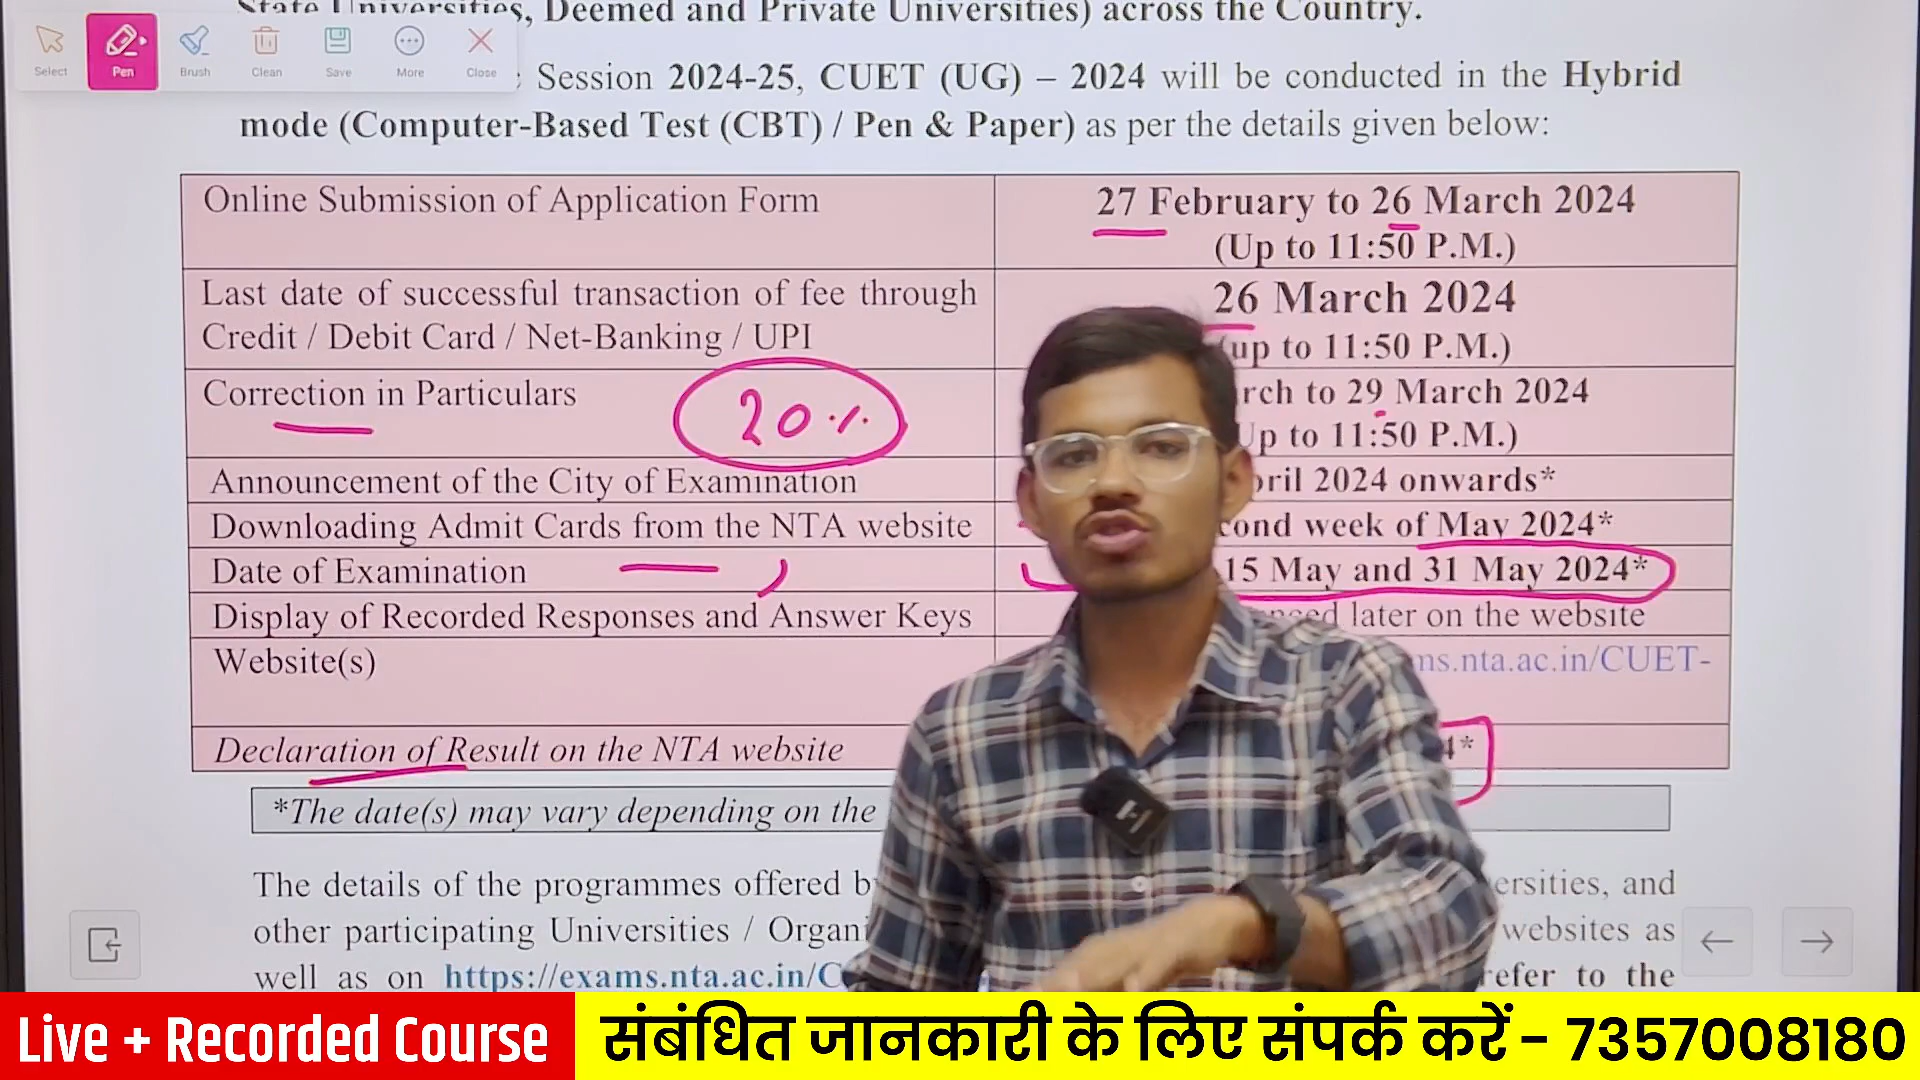 State Universities, Deemed and Private Universities) across the Country.
Select Pen Brush Clean Save More Close
Session 2024-25, CUET (UG) – 2024 will be conducted in the Hybrid
mode (Computer-Based Test (CBT) / Pen & Paper) as per the details given below:
Online Submission of Application Form 27 February to 26 March 2024
(Up to 11:50 P.M.)
Last date of successful transaction of fee through 26 March 2024
Credit / Debit Card / Net-Banking / UPI (up to 11:50 P.M.)
Correction in Particulars rch to 29 March 2024
20%
Up to 11:50 P.M.)
Announcement of the City of Examination pril 2024 onwards*
Downloading Admit Cards from the NTA website cond week of May 2024*
Date of Examination 15 May and 31 May 2024*
Display of Recorded Responses and Answer Keys later on the website
Website(s) ms.nta.ac.in/CUET-
Declaration of Result on the NTA website 4*
*The date(s) may vary depending on the
The details of the programmes offered b ersities, and
other participating Universities / Organi websites as
well as on https://exams.nta.ac.in/C refer to the
Live + Recorded Course संबंधित जानकारी के लिए संपर्क करें – 7357008180